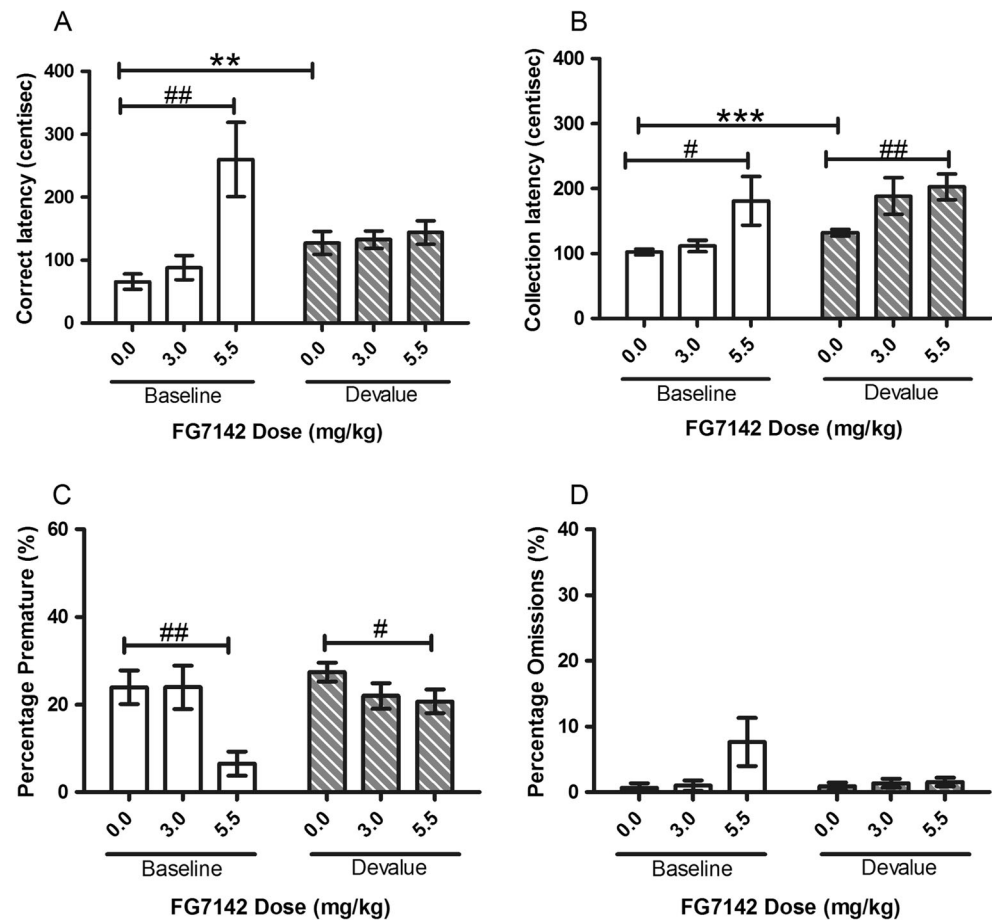 A
Correct latency (centisec)
400
300
200
100
0
**
##
0.0
3.0
5.5
0.0
3.0
5.5
Baseline
Devalue
FG7142 Dose (mg/kg)
B
Collection latency (centisec)
400
300
200
100
0
***
#
##
0.0
3.0
5.5
0.0
3.0
5.5
Baseline
Devalue
FG7142 Dose (mg/kg)
C
Percentage Premature (%)
60
40
20
0
##
#
0.0
3.0
5.5
0.0
3.0
5.5
Baseline
Devalue
FG7142 Dose (mg/kg)
D
Percentage Omissions (%)
40
30
20
10
0
0.0
3.0
5.5
0.0
3.0
5.5
Baseline
Devalue
FG7142 Dose (mg/kg)